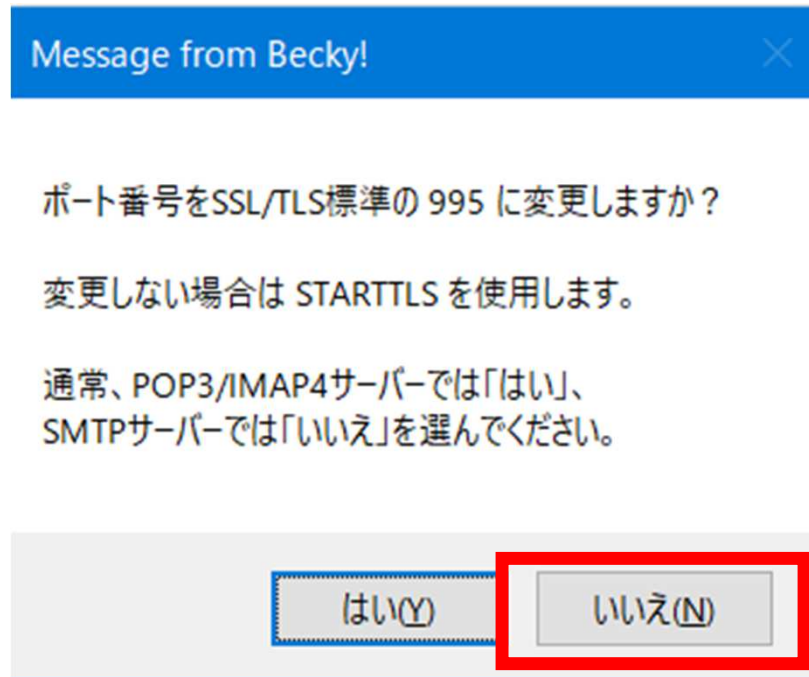 Message from Becky!
ポート番号をSSL/TLS標準の 995 に変更しますか？
変更しない場合は STARTTLS を使用します。
通常、POP3/IMAP4サーバーでは「はい」、
SMTPサーバーでは「いいえ」を選んでください。
はい(Y)
いいえ(N)